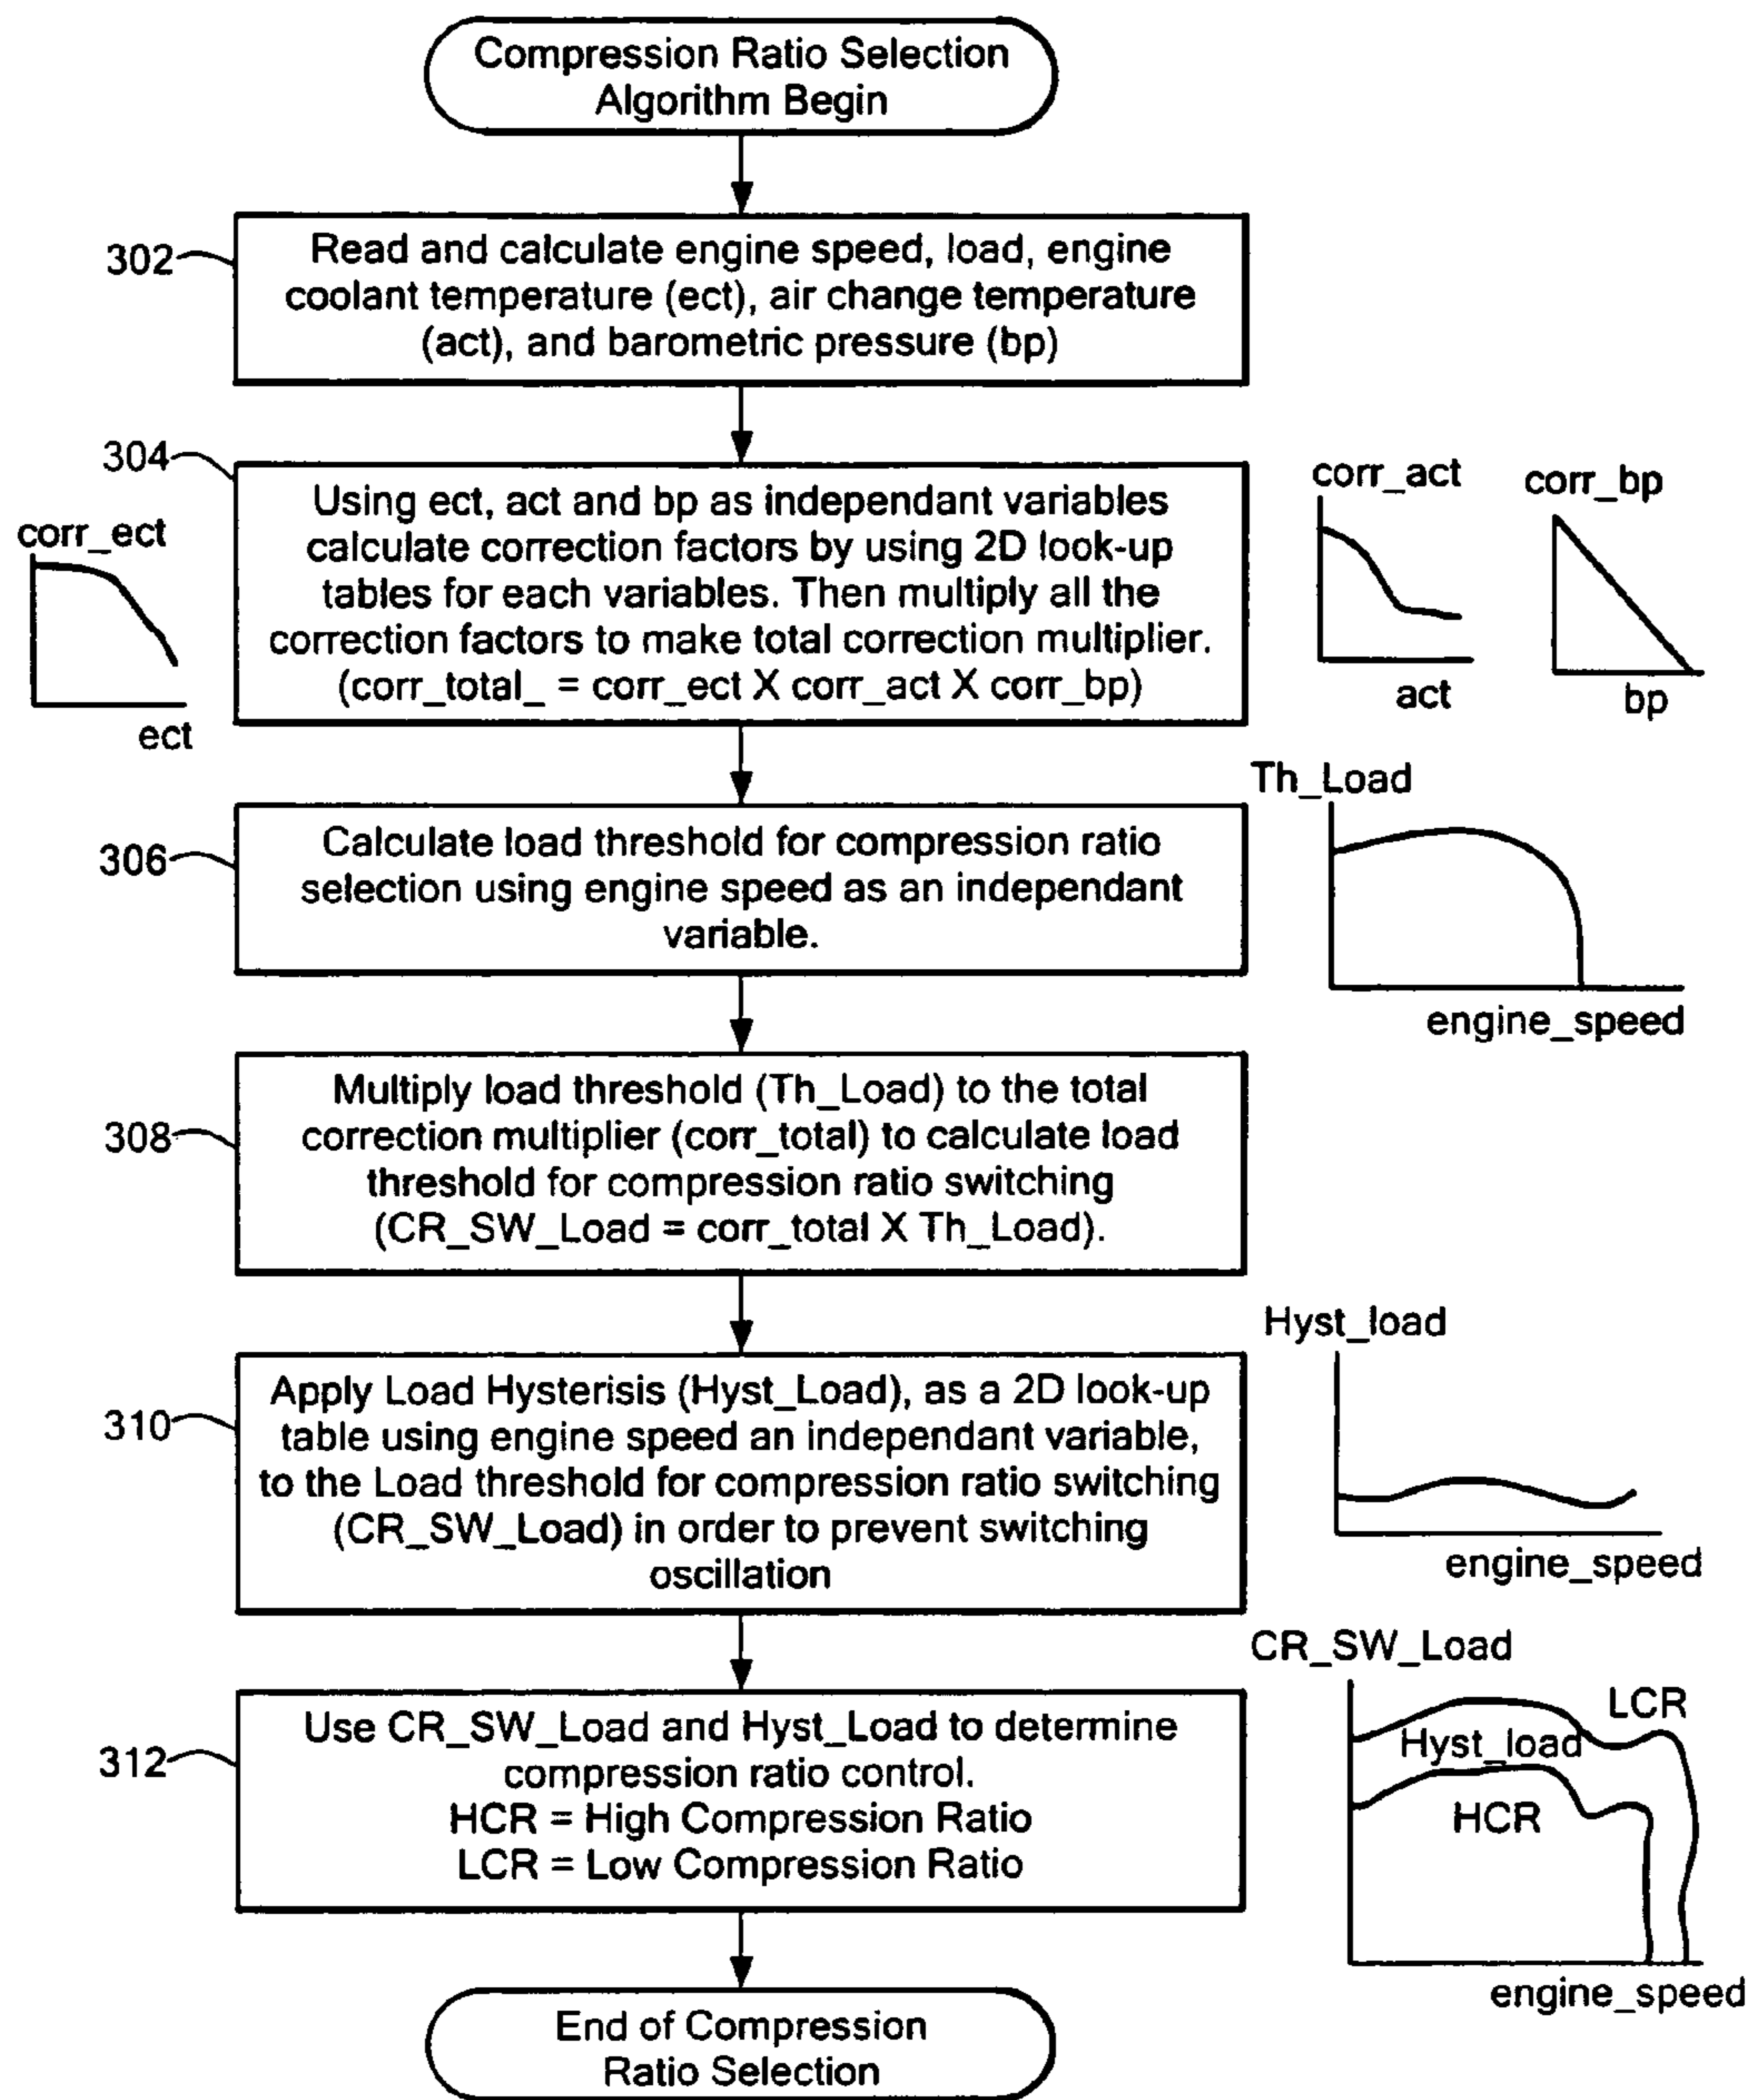 Compression Ratio Selection
Algorithm Begin
302
Read and calculate engine speed, load, engine
coolant temperature (ect), air change temperature
(act), and barometric pressure (bp)
304
Using ect, act and bp as independant variables
calculate correction factors by using 2D look-up
tables for each variables. Then multiply all the
correction factors to make total correction multiplier.
(corr_total_ = corr_ect X corr_act X corr_bp)
corr_ect
ect
corr_act
act
corr_bp
bp
306
Calculate load threshold for compression ratio
selection using engine speed as an independant
variable.
Th_Load
engine_speed
308
Multiply load threshold (Th_Load) to the total
correction multiplier (corr_total) to calculate load
threshold for compression ratio switching
(CR_SW_Load = corr_total X Th_Load).
310
Apply Load Hysterisis (Hyst_Load), as a 2D look-up
table using engine speed an independant variable,
to the Load threshold for compression ratio switching
(CR_SW_Load) in order to prevent switching
oscillation
Hyst_load
engine_speed
312
Use CR_SW_Load and Hyst_Load to determine
compression ratio control.
HCR = High Compression Ratio
LCR = Low Compression Ratio
CR_SW_Load
LCR
Hyst_load
HCR
engine_speed
End of Compression
Ratio Selection